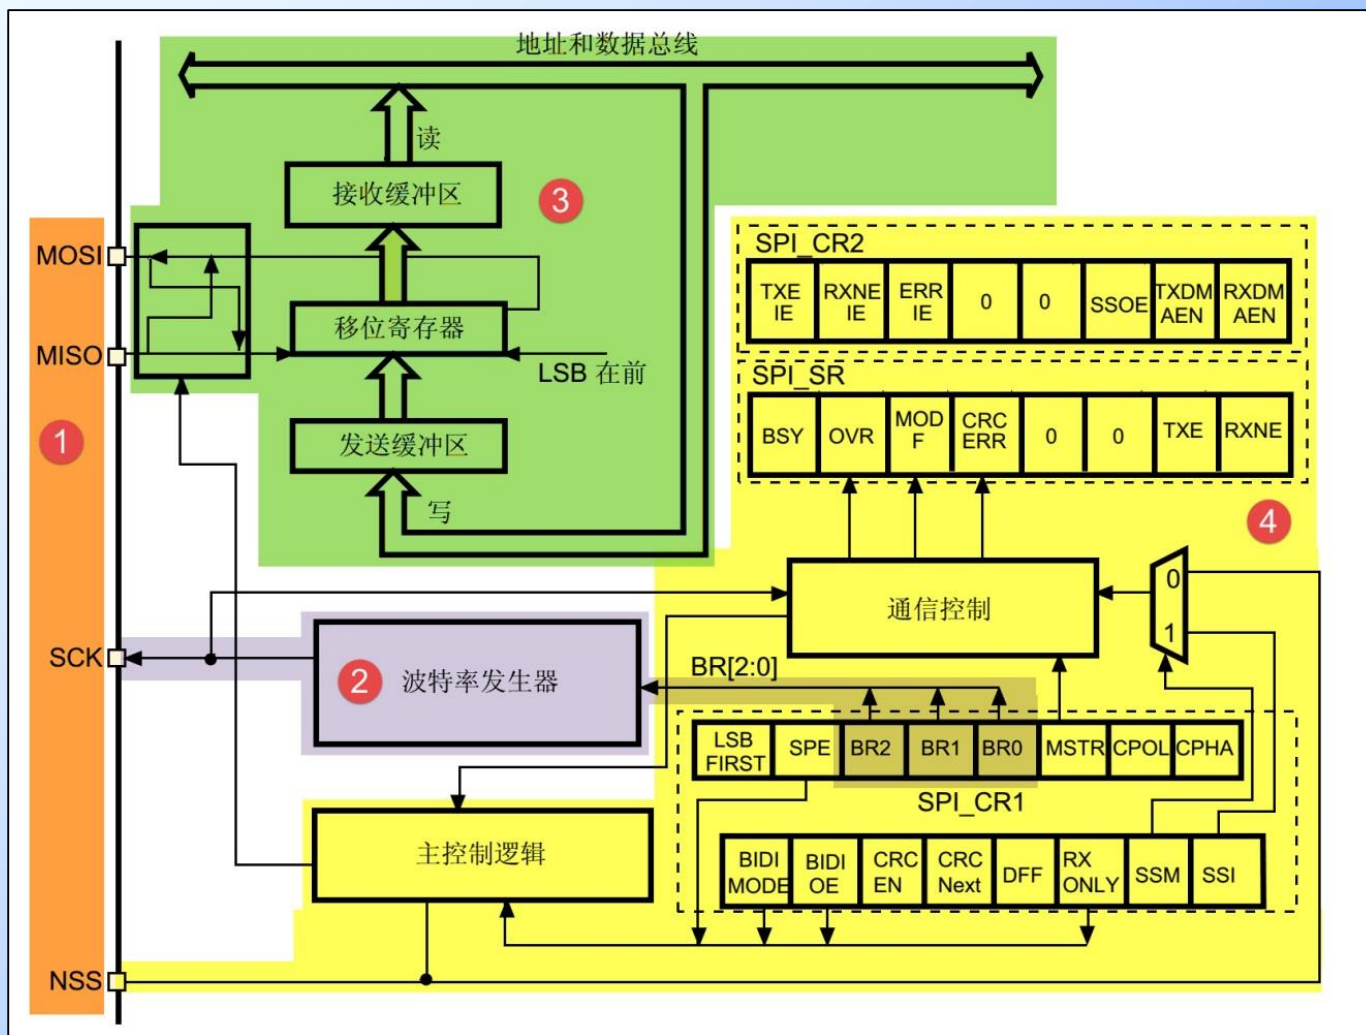 地址和数据总线
读
接收缓冲区
3
MOSI
移位寄存器
MISO
LSB 在前
1
发送缓冲区
写
SPI_CR2
TXE
IE
RXNE
IE
ERR
IE
0
0
SSOE
TXDM
AEN
RXDM
AEN
SPI_SR
BSY
OVR
MOD
F
CRC
ERR
0
0
TXE
RXNE
4
通信控制
0
1
SCK
2
波特率发生器
BR[2:0]
LSB
FIRST
SPE
BR2
BR1
BR0
MSTR
CPOL
CPHA
SPI_CR1
主控制逻辑
BIDI
MODE
BIDI
OE
CRC
EN
CRC
Next
DFF
RX
ONLY
SSM
SSI
NSS